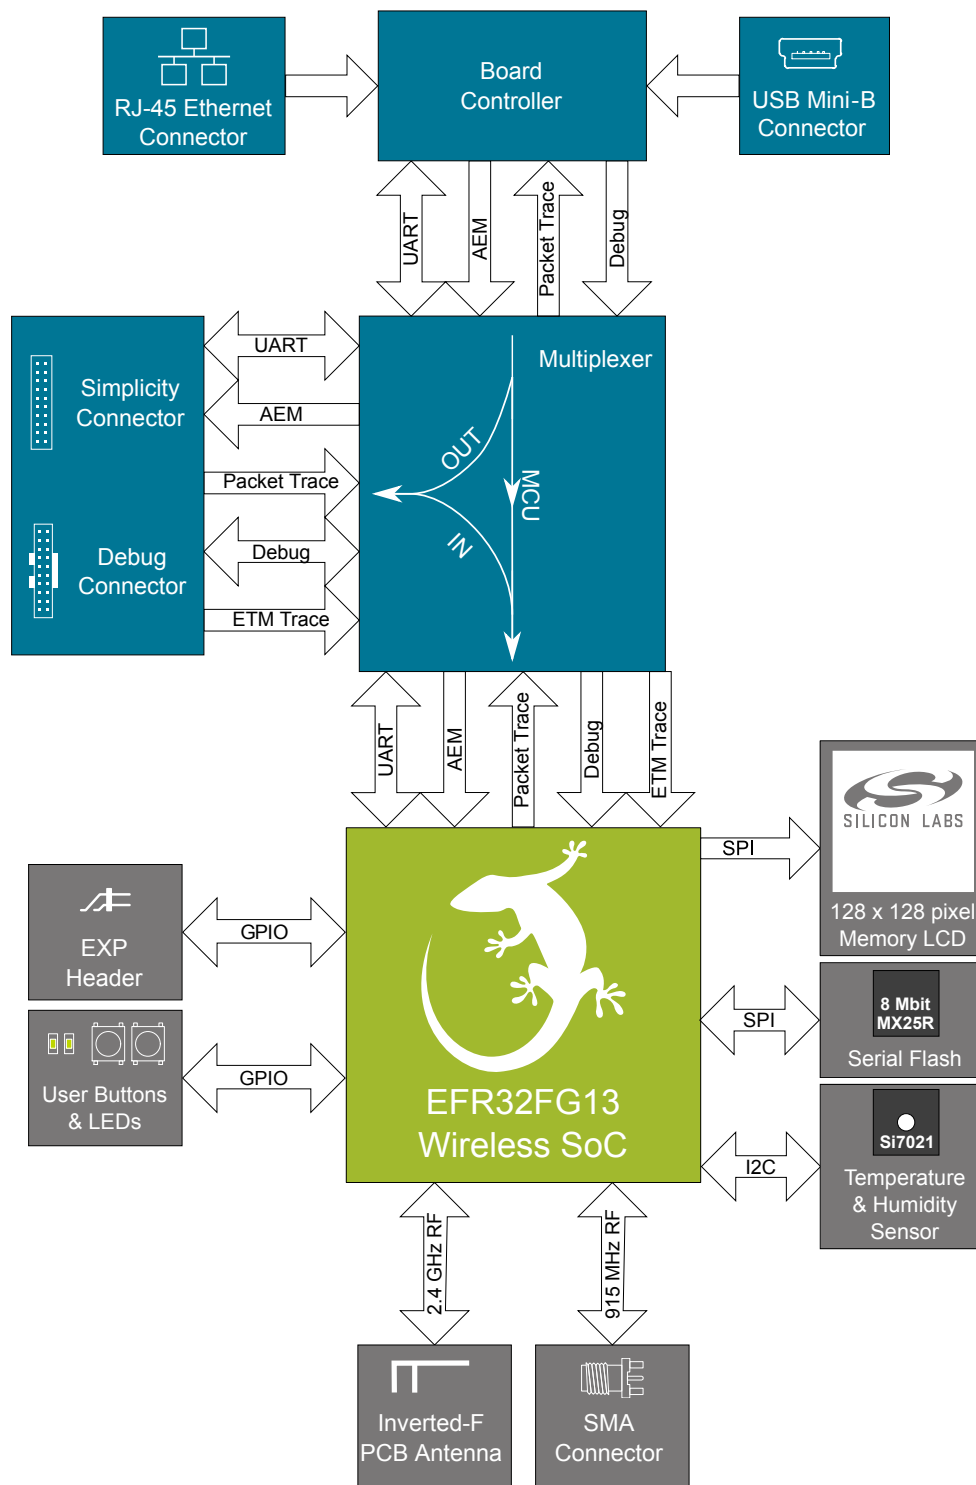 RJ-45 Ethernet
Connector
Board
Controller
USB Mini-B
Connector
UART
AEM
Packet Trace
Debug
Simplicity
Connector
Debug
Connector
UART
AEM
Packet Trace
Debug
ETM Trace
Multiplexer
OUT
MCU
IN
UART
AEM
Packet Trace
Debug
ETM Trace
EXP
Header
GPIO
User Buttons
& LEDs
GPIO
EFR32FG13
Wireless SoC
SPI
SILICON LABS
128 x 128 pixel
Memory LCD
SPI
8 Mbit
MX25R
Serial Flash
I2C
Si7021
Temperature
& Humidity
Sensor
2.4 GHz RF
915 MHz RF
Inverted-F
PCB Antenna
SMA
Connector